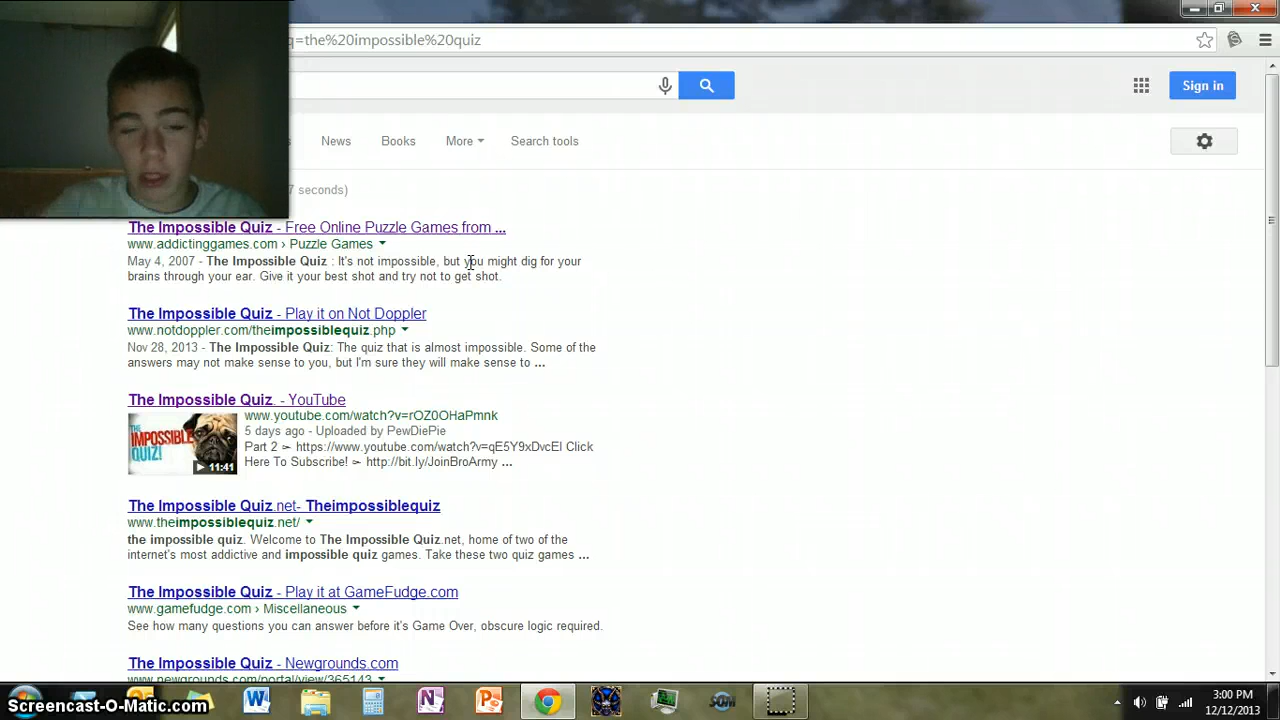 q=the%20impossible%20quiz
Sign in
News Books More Search tools
7 seconds)
The Impossible Quiz - Free Online Puzzle Games from ...
www.addictinggames.com › Puzzle Games
May 4, 2007 - The Impossible Quiz : It's not impossible, but you might dig for your
brains through your ear. Give it your best shot and try not to get shot.
The Impossible Quiz - Play it on Not Doppler
www.notdoppler.com/theimpossiblequiz.php
Nov 28, 2013 - The Impossible Quiz: The quiz that is almost impossible. Some of the
answers may not make sense to you, but I'm sure they will make sense to ...
The Impossible Quiz. - YouTube
www.youtube.com/watch?v=rOZ0OHaPmnk
5 days ago - Uploaded by PewDiePie
Part 2 ► https://www.youtube.com/watch?v=qE5Y9xDvcEI Click
Here To Subscribe! ► http://bit.ly/JoinBroArmy ...
THE
IMPOSSIBLE
QUIZ!
11:41
The Impossible Quiz.net- Theimpossiblequiz
www.theimpossiblequiz.net/
the impossible quiz. Welcome to The Impossible Quiz.net, home of two of the
internet's most addictive and impossible quiz games. Take these two quiz games ...
The Impossible Quiz - Play it at GameFudge.com
www.gamefudge.com › Miscellaneous
See how many questions you can answer before it's Game Over, obscure logic required.
The Impossible Quiz - Newgrounds.com
www.newgrounds.com/portal/view/365143
3:00 PM
12/12/2013
Screencast-O-Matic.com